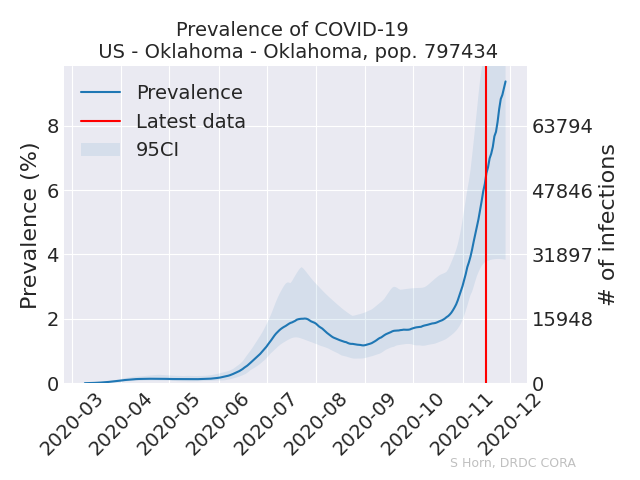 Prevalence of COVID-19
US - Oklahoma - Oklahoma, pop. 797434
Prevalence
Latest data
95CI
Prevalence (%)
8
6
4
2
0
63794
47846
31897
15948
0
# of infections
2020-03
2020-04
2020-05
2020-06
2020-07
2020-08
2020-09
2020-10
2020-11
2020-12
S Horn, DRDC CORA